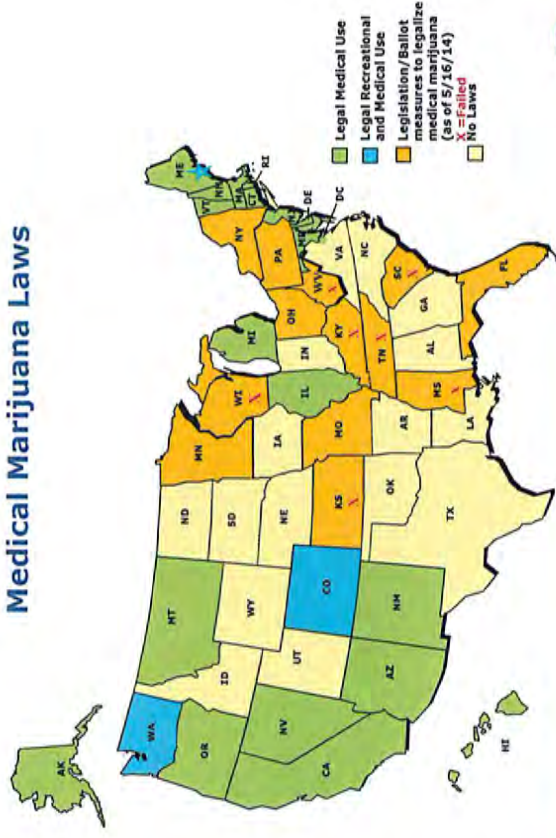 Medical Marijuana Laws
AK
WA
OR
CA
NV
ID
MT
WY
UT
AZ
CO
NM
ND
SD
NE
KS
X
OK
TX
MN
IA
MO
AR
LA
WI
X
IL
MI
IN
OH
KY
X
TN
X
MS
X
AL
GA
FL
SC
X
NC
VA
WV
X
PA
NY
VT
NH
ME
MA
CT
RI
NJ
DE
MD
DC
HI
Legal Medical Use
Legal Recreational
and Medical Use
Legislation/Ballot
measures to legalize
medical marijuana
(as of 5/16/14)
X =Failed
No Laws